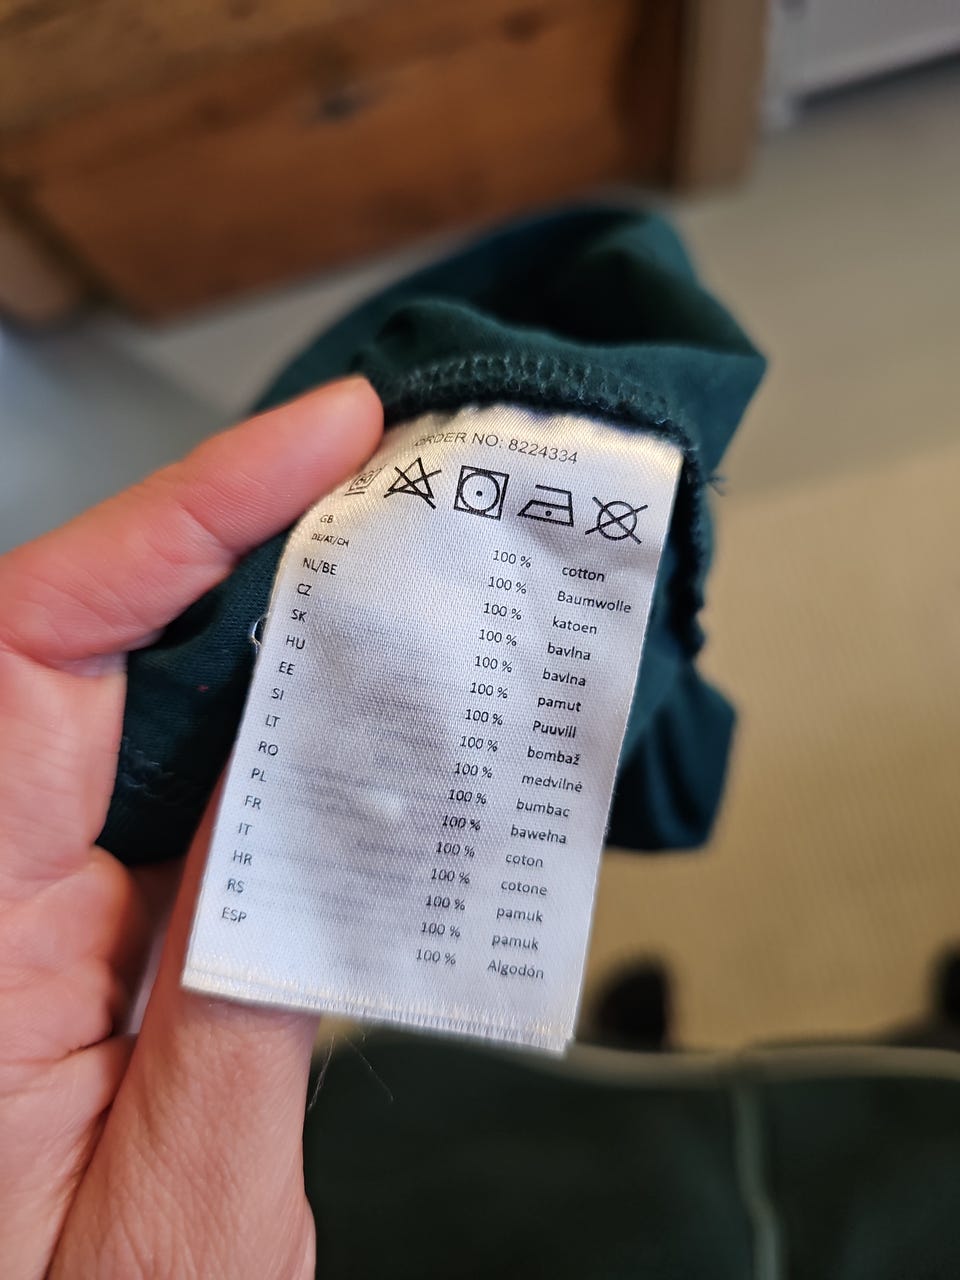 ORDER NO: 8224334
GB 100 % cotton
DE/AT/CH 100 % Baumwolle
NL/BE 100 % katoen
CZ 100 % bavlna
SK 100 % bavlna
HU 100 % pamut
EE 100 % Puuvill
SI 100 % bombaž
LT 100 % medvilnė
RO 100 % bumbac
PL 100 % bawełna
FR 100 % coton
IT 100 % cotone
HR 100 % pamuk
RS 100 % pamuk
ESP 100 % Algodón